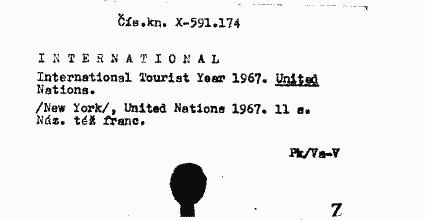 Čís.kn. X-591.174
I N T E R N A T I O N A L
International Tourist Year 1967. United
Nations.
/New York/, United Nations 1967. 11 s.
Náz. též franc.
Pk/Va-V
Z